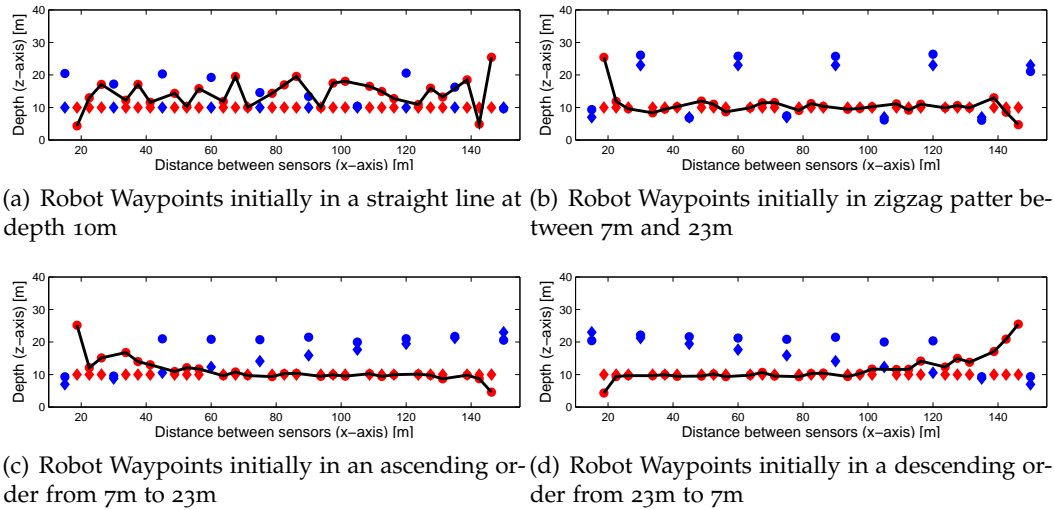 40
30
20
10
0
Depth (z−axis) [m]
20 40 60 80 100 120 140
Distance between sensors (x−axis) [m]
40
30
20
10
0
Depth (z−axis) [m]
20 40 60 80 100 120 140
Distance between sensors (x−axis) [m]
(a) Robot Waypoints initially in a straight line at
depth 10m
(b) Robot Waypoints initially in zigzag patter be-
tween 7m and 23m
40
30
20
10
0
Depth (z−axis) [m]
20 40 60 80 100 120 140
Distance between sensors (x−axis) [m]
40
30
20
10
0
Depth (z−axis) [m]
20 40 60 80 100 120 140
Distance between sensors (x−axis) [m]
(c) Robot Waypoints initially in an ascending or-
der from 7m to 23m
(d) Robot Waypoints initially in a descending or-
der from 23m to 7m